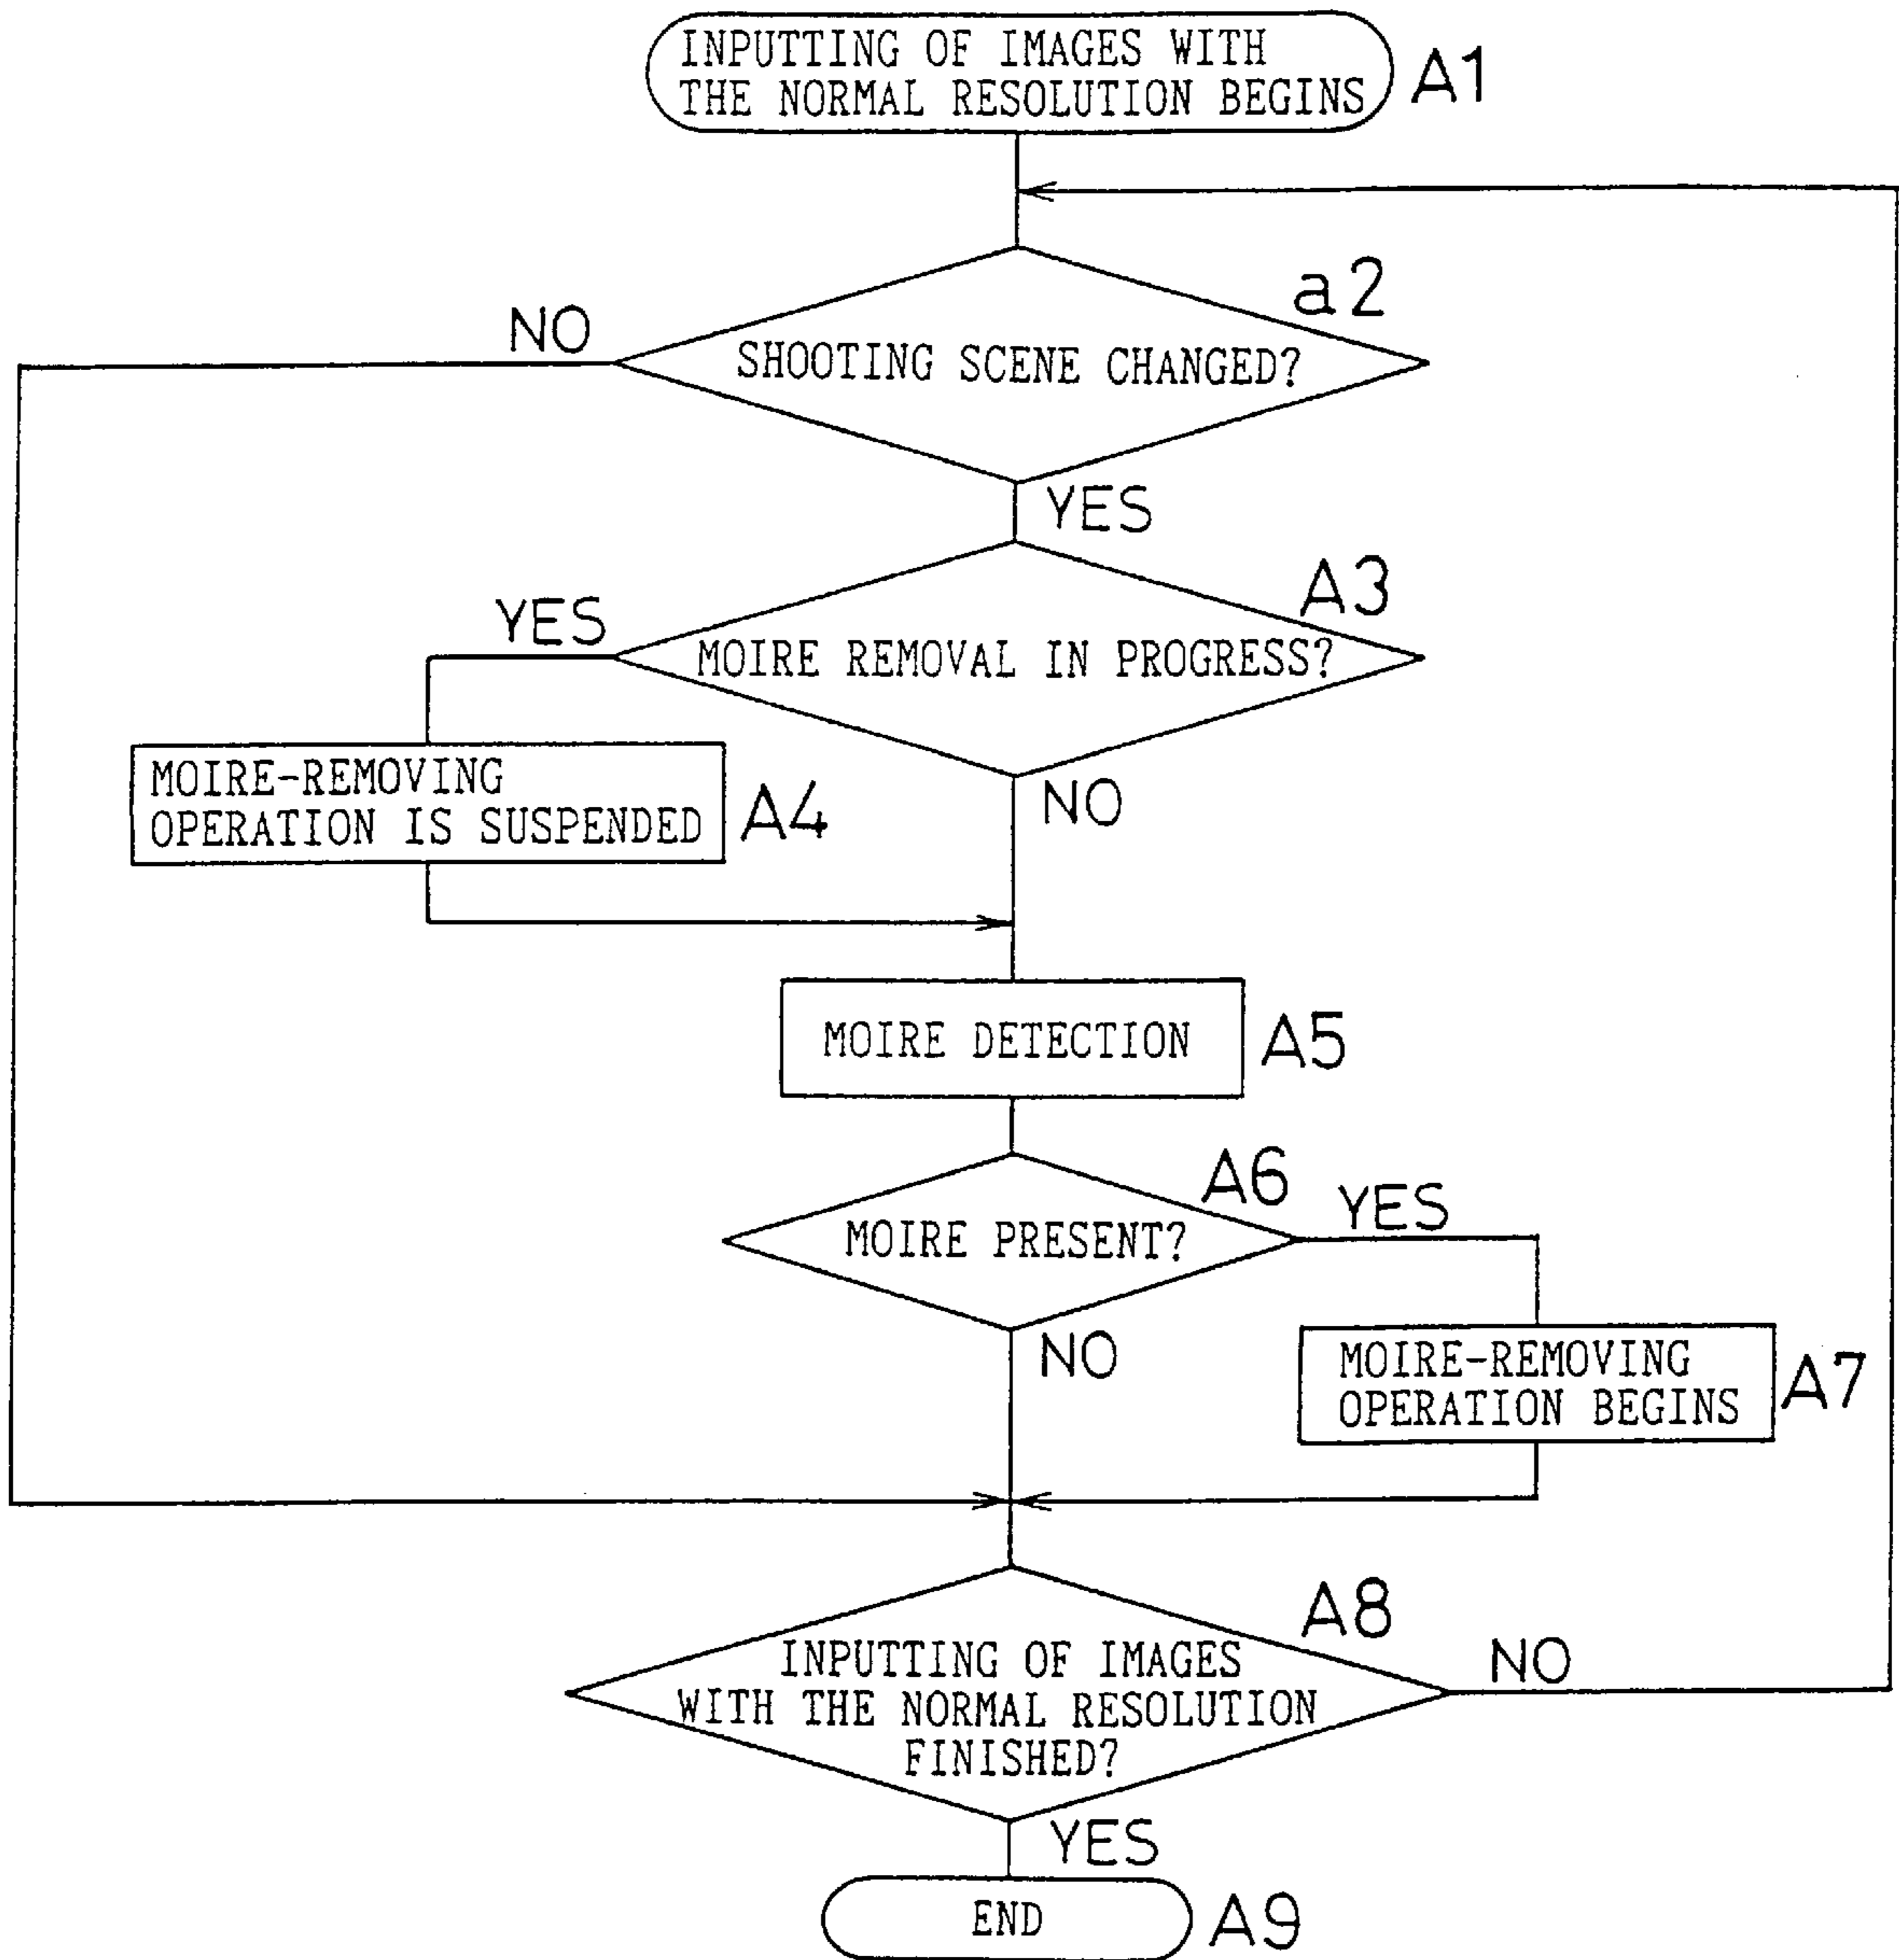 INPUTTING OF IMAGES WITH
THE NORMAL RESOLUTION BEGINS
A1
a2
NO
SHOOTING SCENE CHANGED?
YES
A3
YES
MOIRE REMOVAL IN PROGRESS?
MOIRE-REMOVING
OPERATION IS SUSPENDED
A4
NO
MOIRE DETECTION
A5
A6
YES
MOIRE PRESENT?
NO
MOIRE-REMOVING
OPERATION BEGINS
A7
A8
INPUTTING OF IMAGES
WITH THE NORMAL RESOLUTION
FINISHED?
NO
YES
END
A9